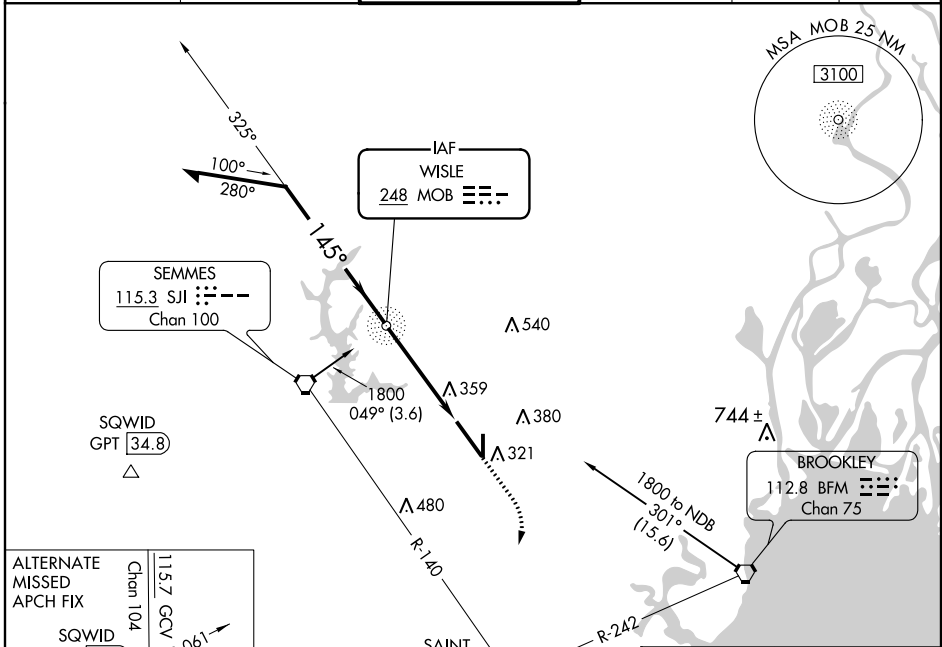 MSA MOB 25 NM
3100
325°
100°
280°
145°
IAF
WISLE
248 MOB
SEMMES
115.3 SJI
Chan 100
540
1800
049° (3.6)
359
380
321
SQWID
GPT 34.8
480
744 ±
BROOKLEY
112.8 BFM
Chan 75
1800 to NDB
301°
(15.6)
R-140
R-242
SAINT
ALTERNATE
MISSED
APCH FIX
SQWID
Chan 104
115.7 GCV
061